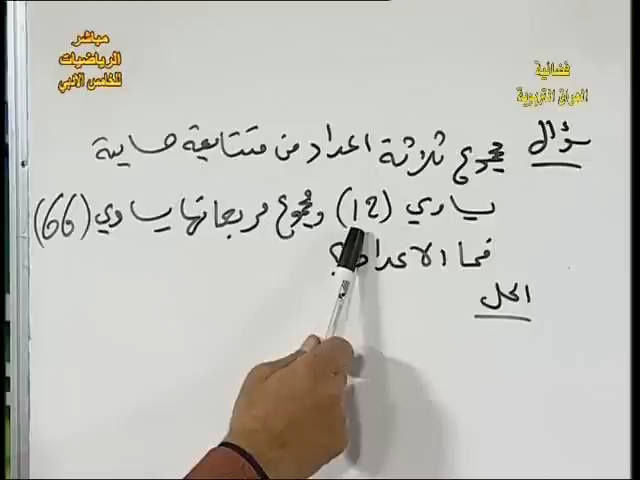 مباشر
الرياضيات
للخامس الادبي
فضائية
العراق التربوية
سؤال مجموع ثلاثة اعداد من متتابعة حسابية
يساوي (12) ومجموع مربعاتها يساوي (66)
فما الاعداد؟
الحل